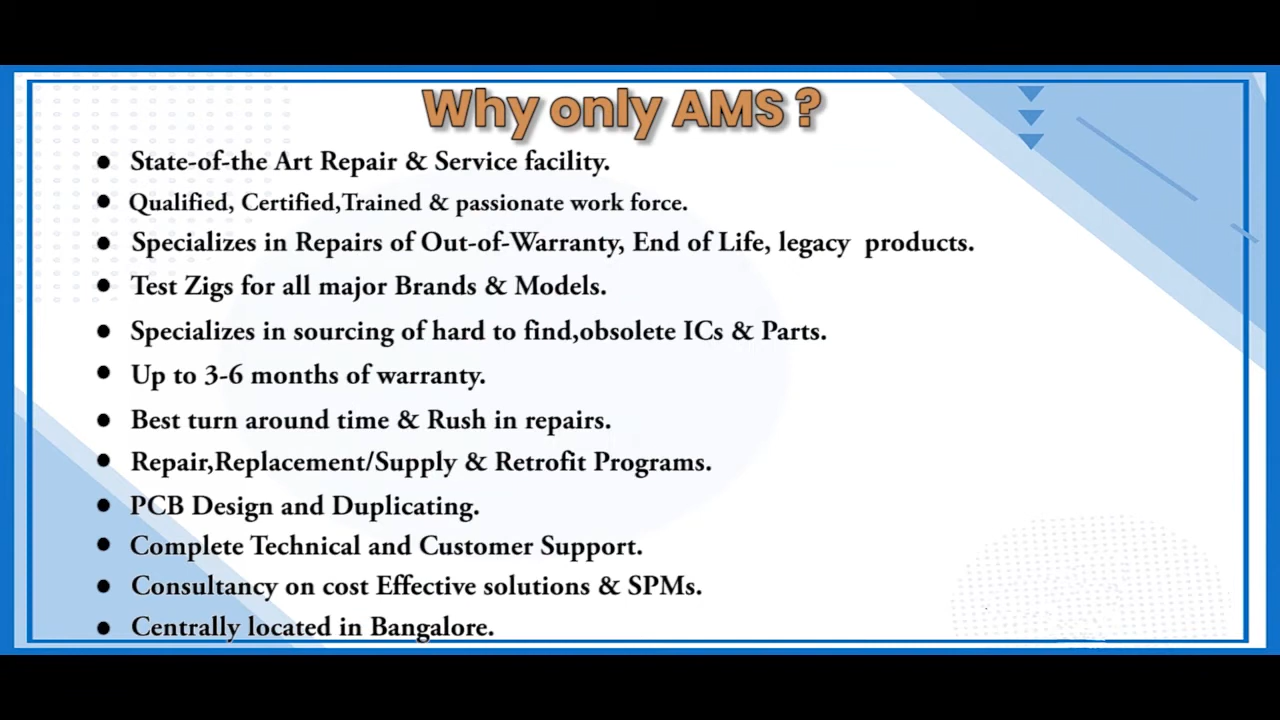 Why only AMS ?
● State-of-the Art Repair & Service facility.
● Qualified, Certified,Trained & passionate work force.
● Specializes in Repairs of Out-of-Warranty, End of Life, legacy  products.
● Test Zigs for all major Brands & Models.
● Specializes in sourcing of hard to find,obsolete ICs & Parts.
● Up to 3-6 months of warranty.
● Best turn around time & Rush in repairs.
● Repair,Replacement/Supply & Retrofit Programs.
● PCB Design and Duplicating.
● Complete Technical and Customer Support.
● Consultancy on cost Effective solutions & SPMs.
● Centrally located in Bangalore.